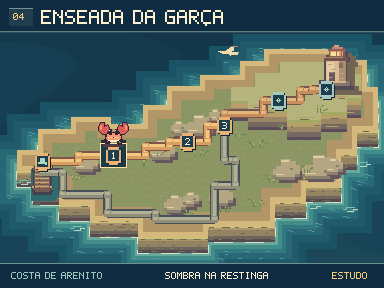 04 ENSEADA DA GARÇA
1
2
3
COSTA DE ARENITO SOMBRA NA RESTINGA ESTUDO